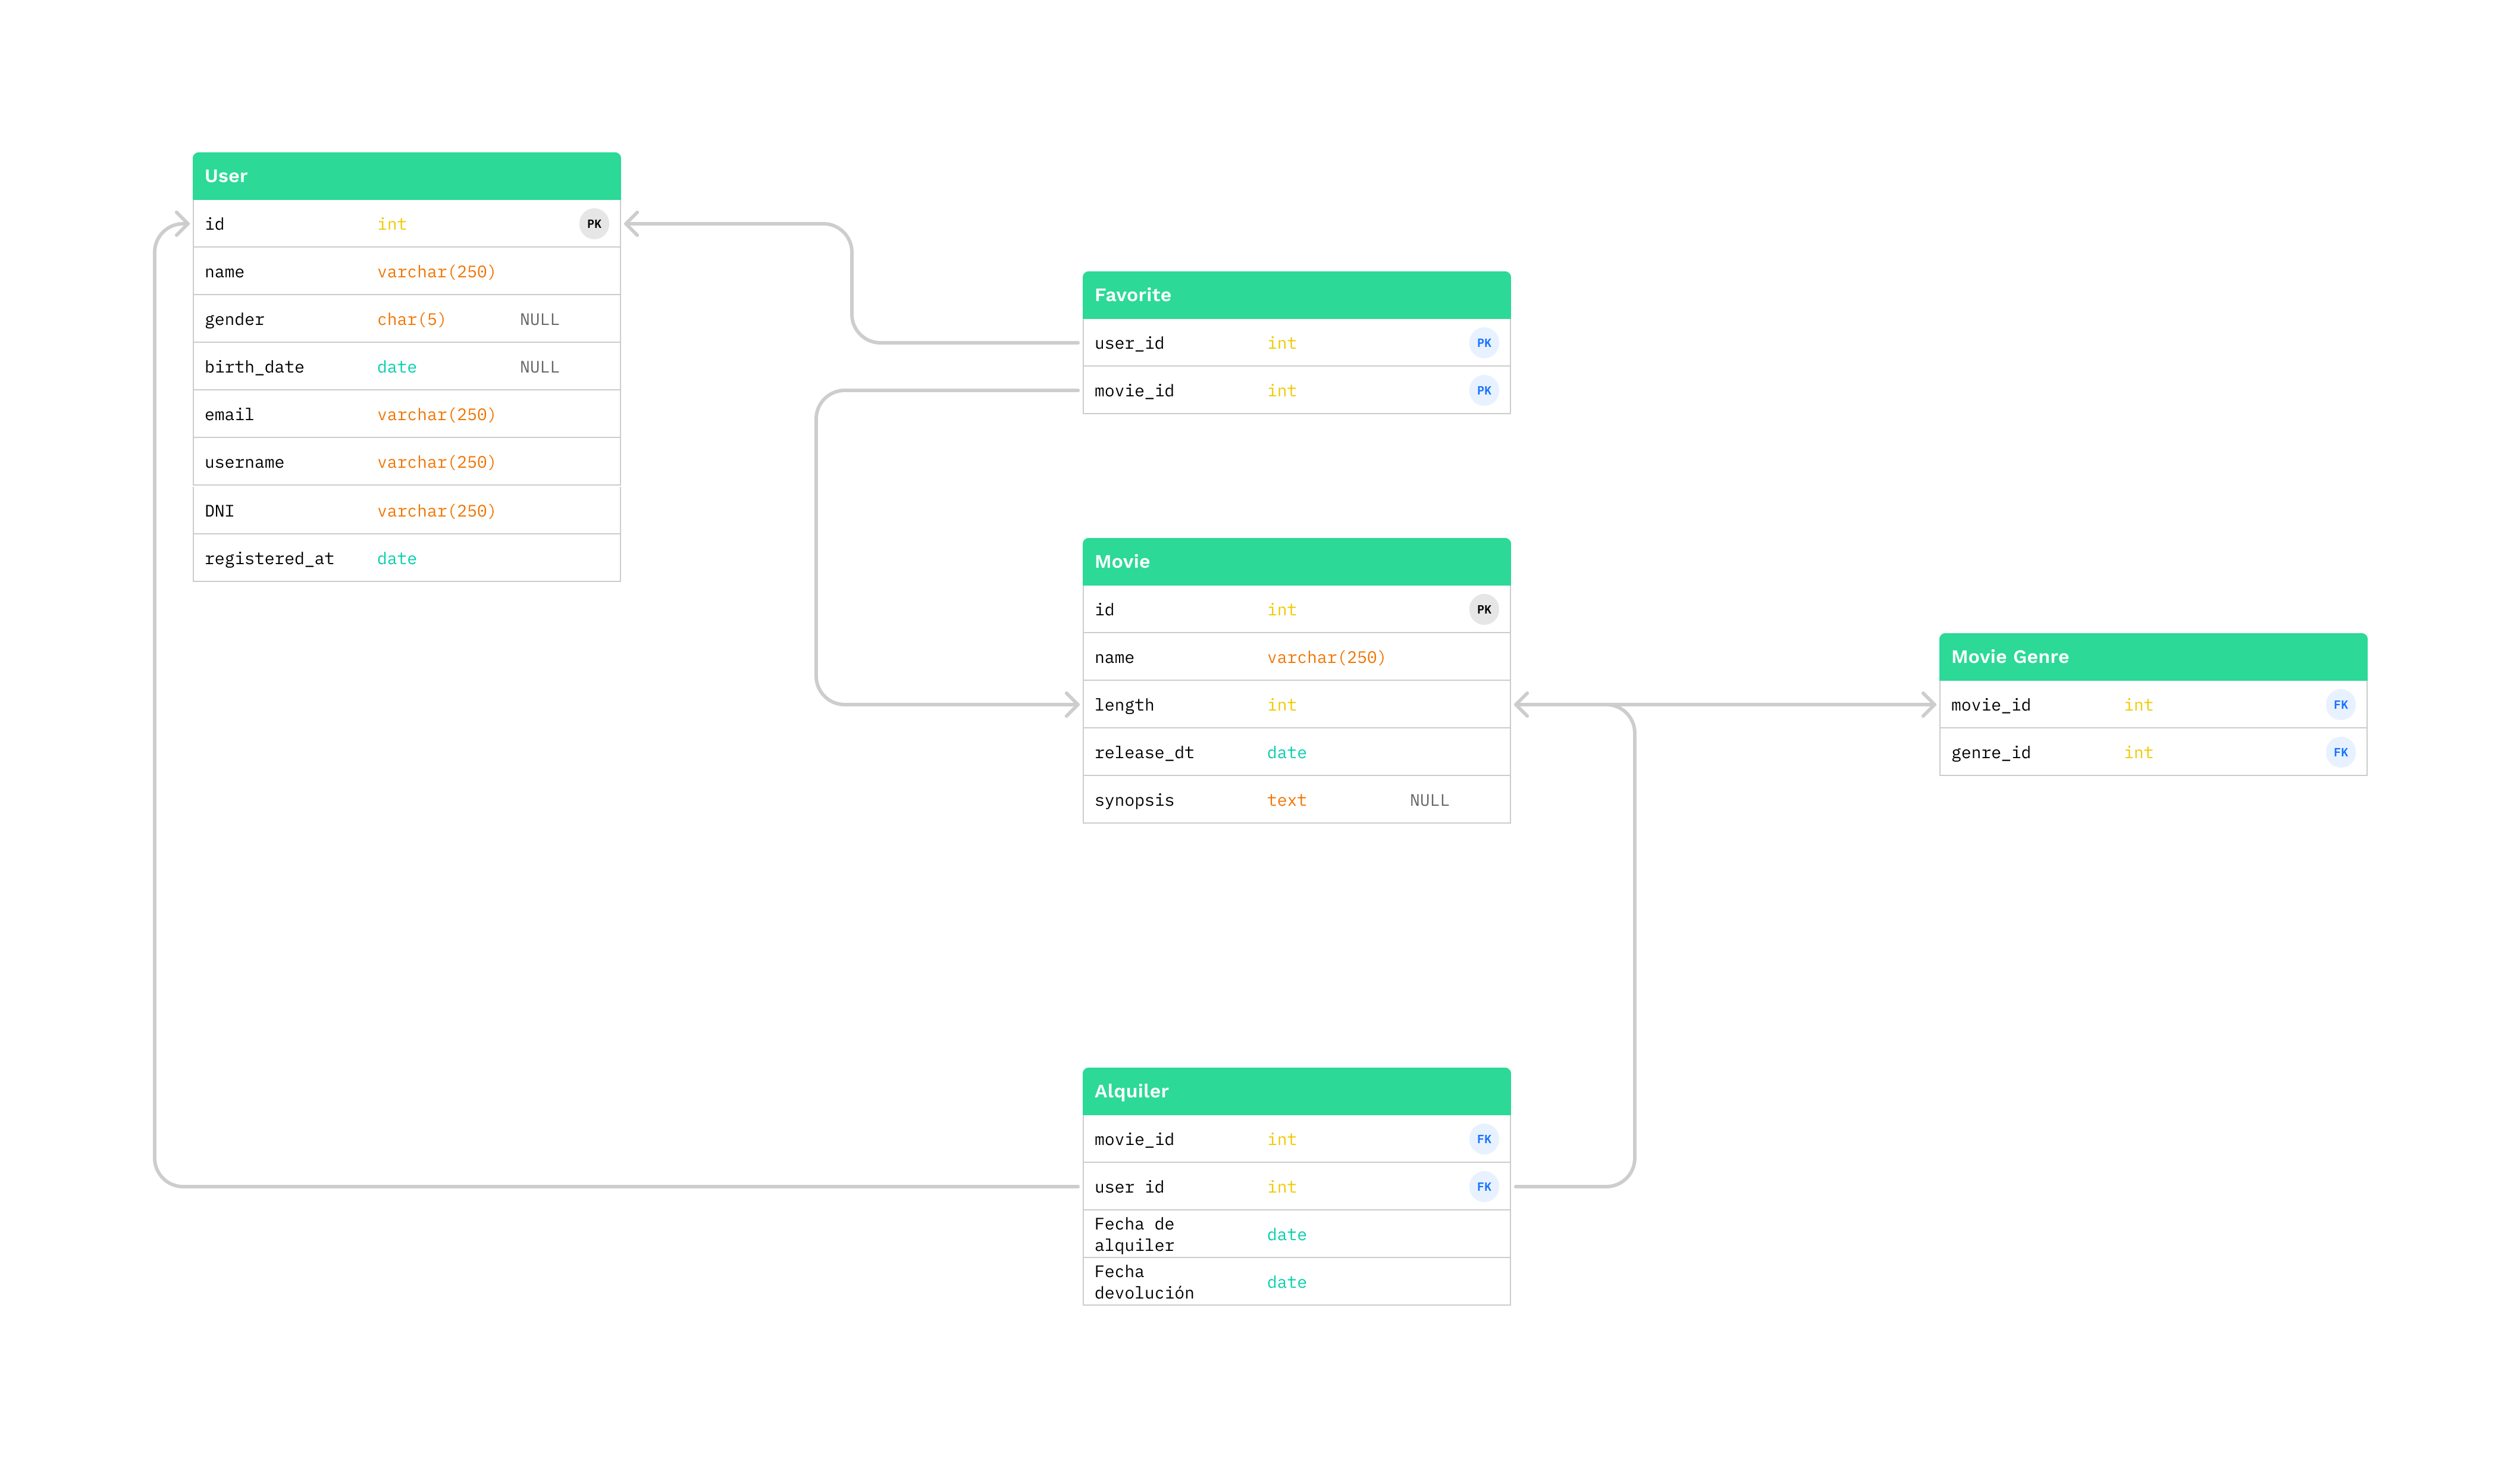 User
id int PK
name varchar(250)
gender char(5) NULL
birth_date date NULL
email varchar(250)
username varchar(250)
DNI varchar(250)
registered_at date
Favorite
user_id int PK
movie_id int PK
Movie
id int PK
name varchar(250)
length int
release_dt date
synopsis text NULL
Movie Genre
movie_id int FK
genre_id int FK
Alquiler
movie_id int FK
user id int FK
Fecha de
alquiler
date
Fecha
devolución
date